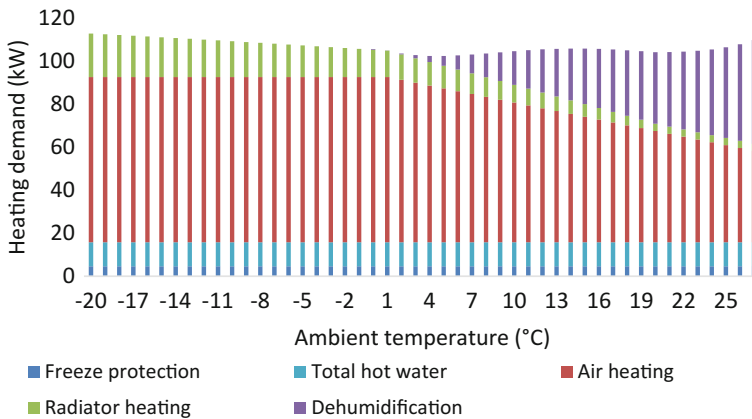 120
100
80
60
40
20
0
Heating demand (kW)
-20 -17 -14 -11 -8 -5 -2 1 4 7 10 13 16 19 22 25
Ambient temperature (°C)
Freeze protection Total hot water Air heating
Radiator heating Dehumidification